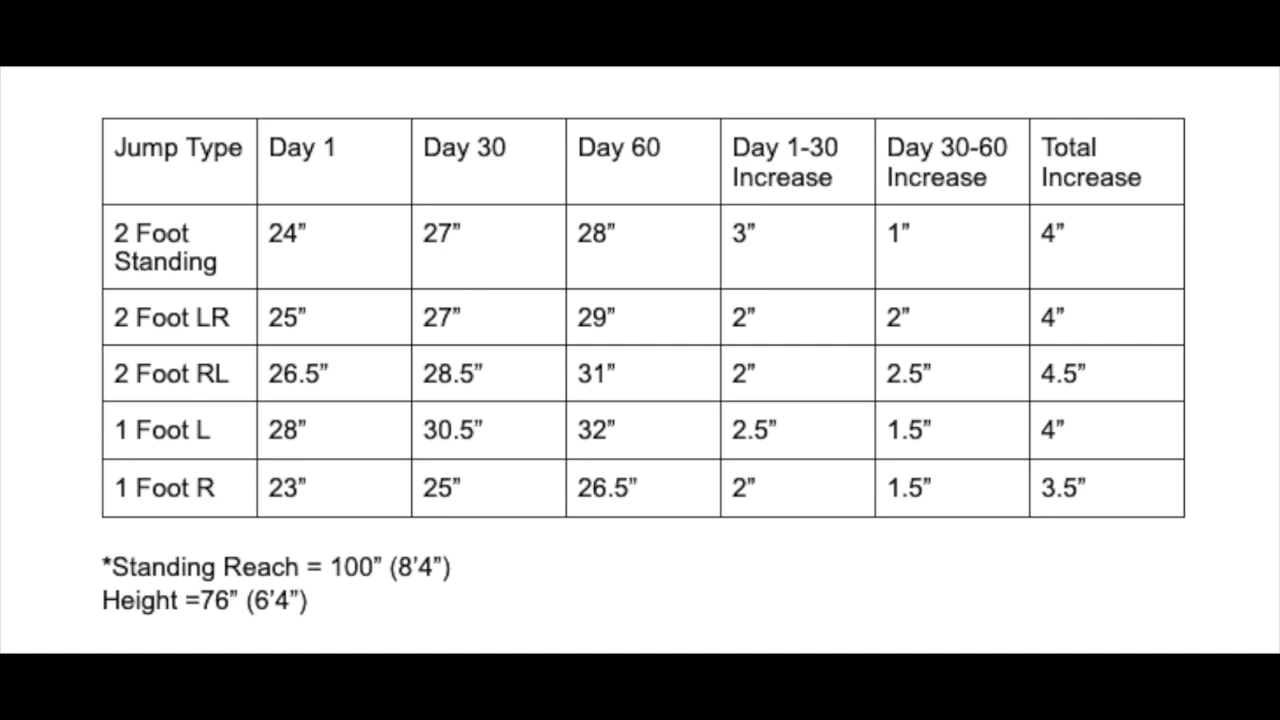 Jump Type Day 1 Day 30 Day 60 Day 1-30 Increase Day 30-60 Increase Total Increase
2 Foot Standing 24” 27” 28” 3” 1” 4”
2 Foot LR 25” 27” 29” 2” 2” 4”
2 Foot RL 26.5” 28.5” 31” 2” 2.5” 4.5”
1 Foot L 28” 30.5” 32” 2.5” 1.5” 4”
1 Foot R 23” 25” 26.5” 2” 1.5” 3.5”
*Standing Reach = 100” (8’4”)
Height =76” (6’4”)